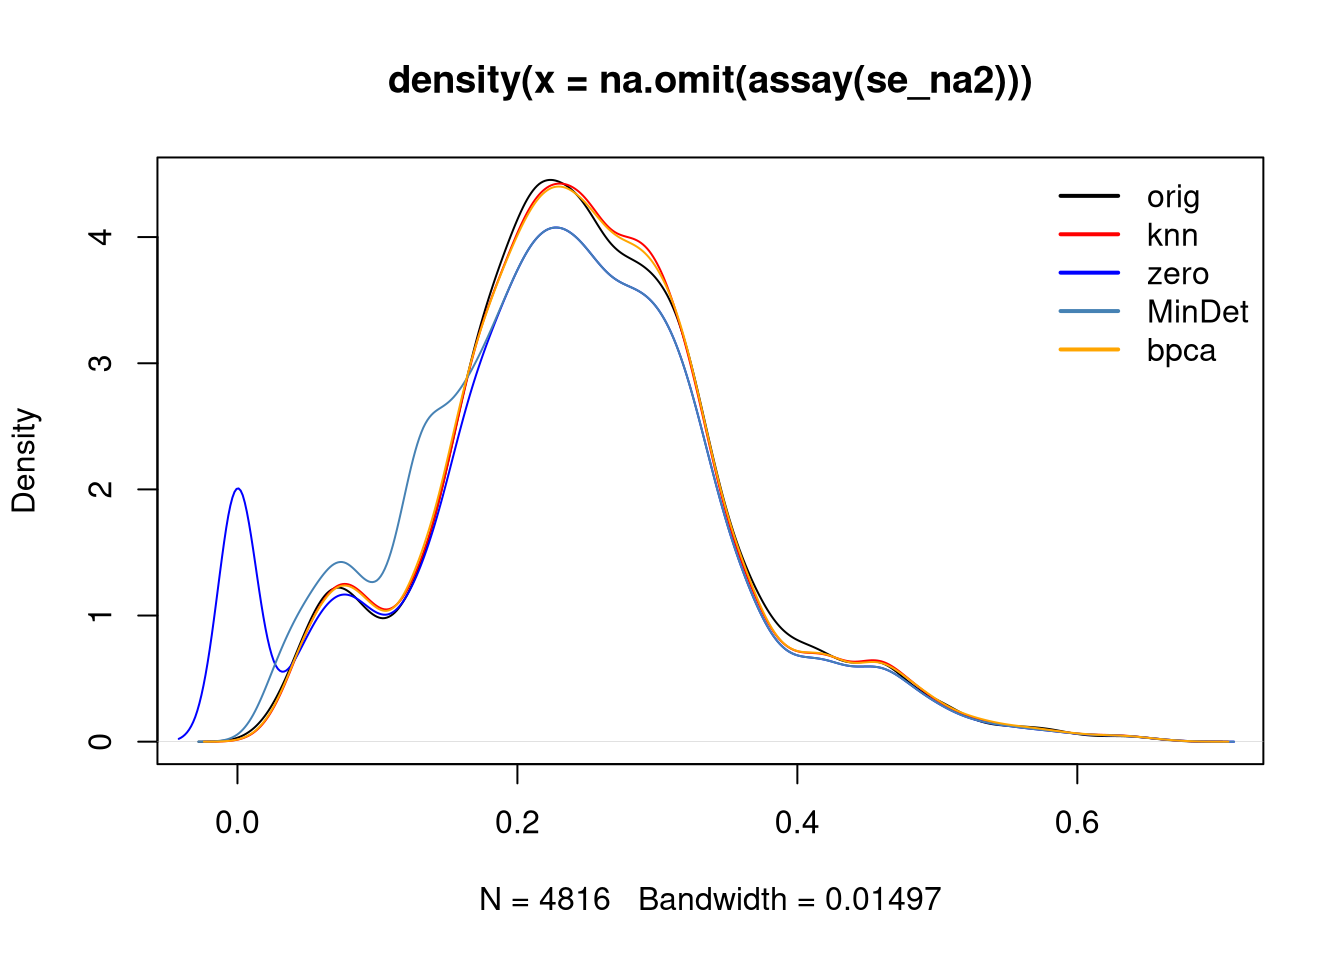 density(x = na.omit(assay(se_na2)))
orig
knn
zero
MinDet
bpca
Density
4
3
2
1
0
0.0 0.2 0.4 0.6
N = 4816 Bandwidth = 0.01497